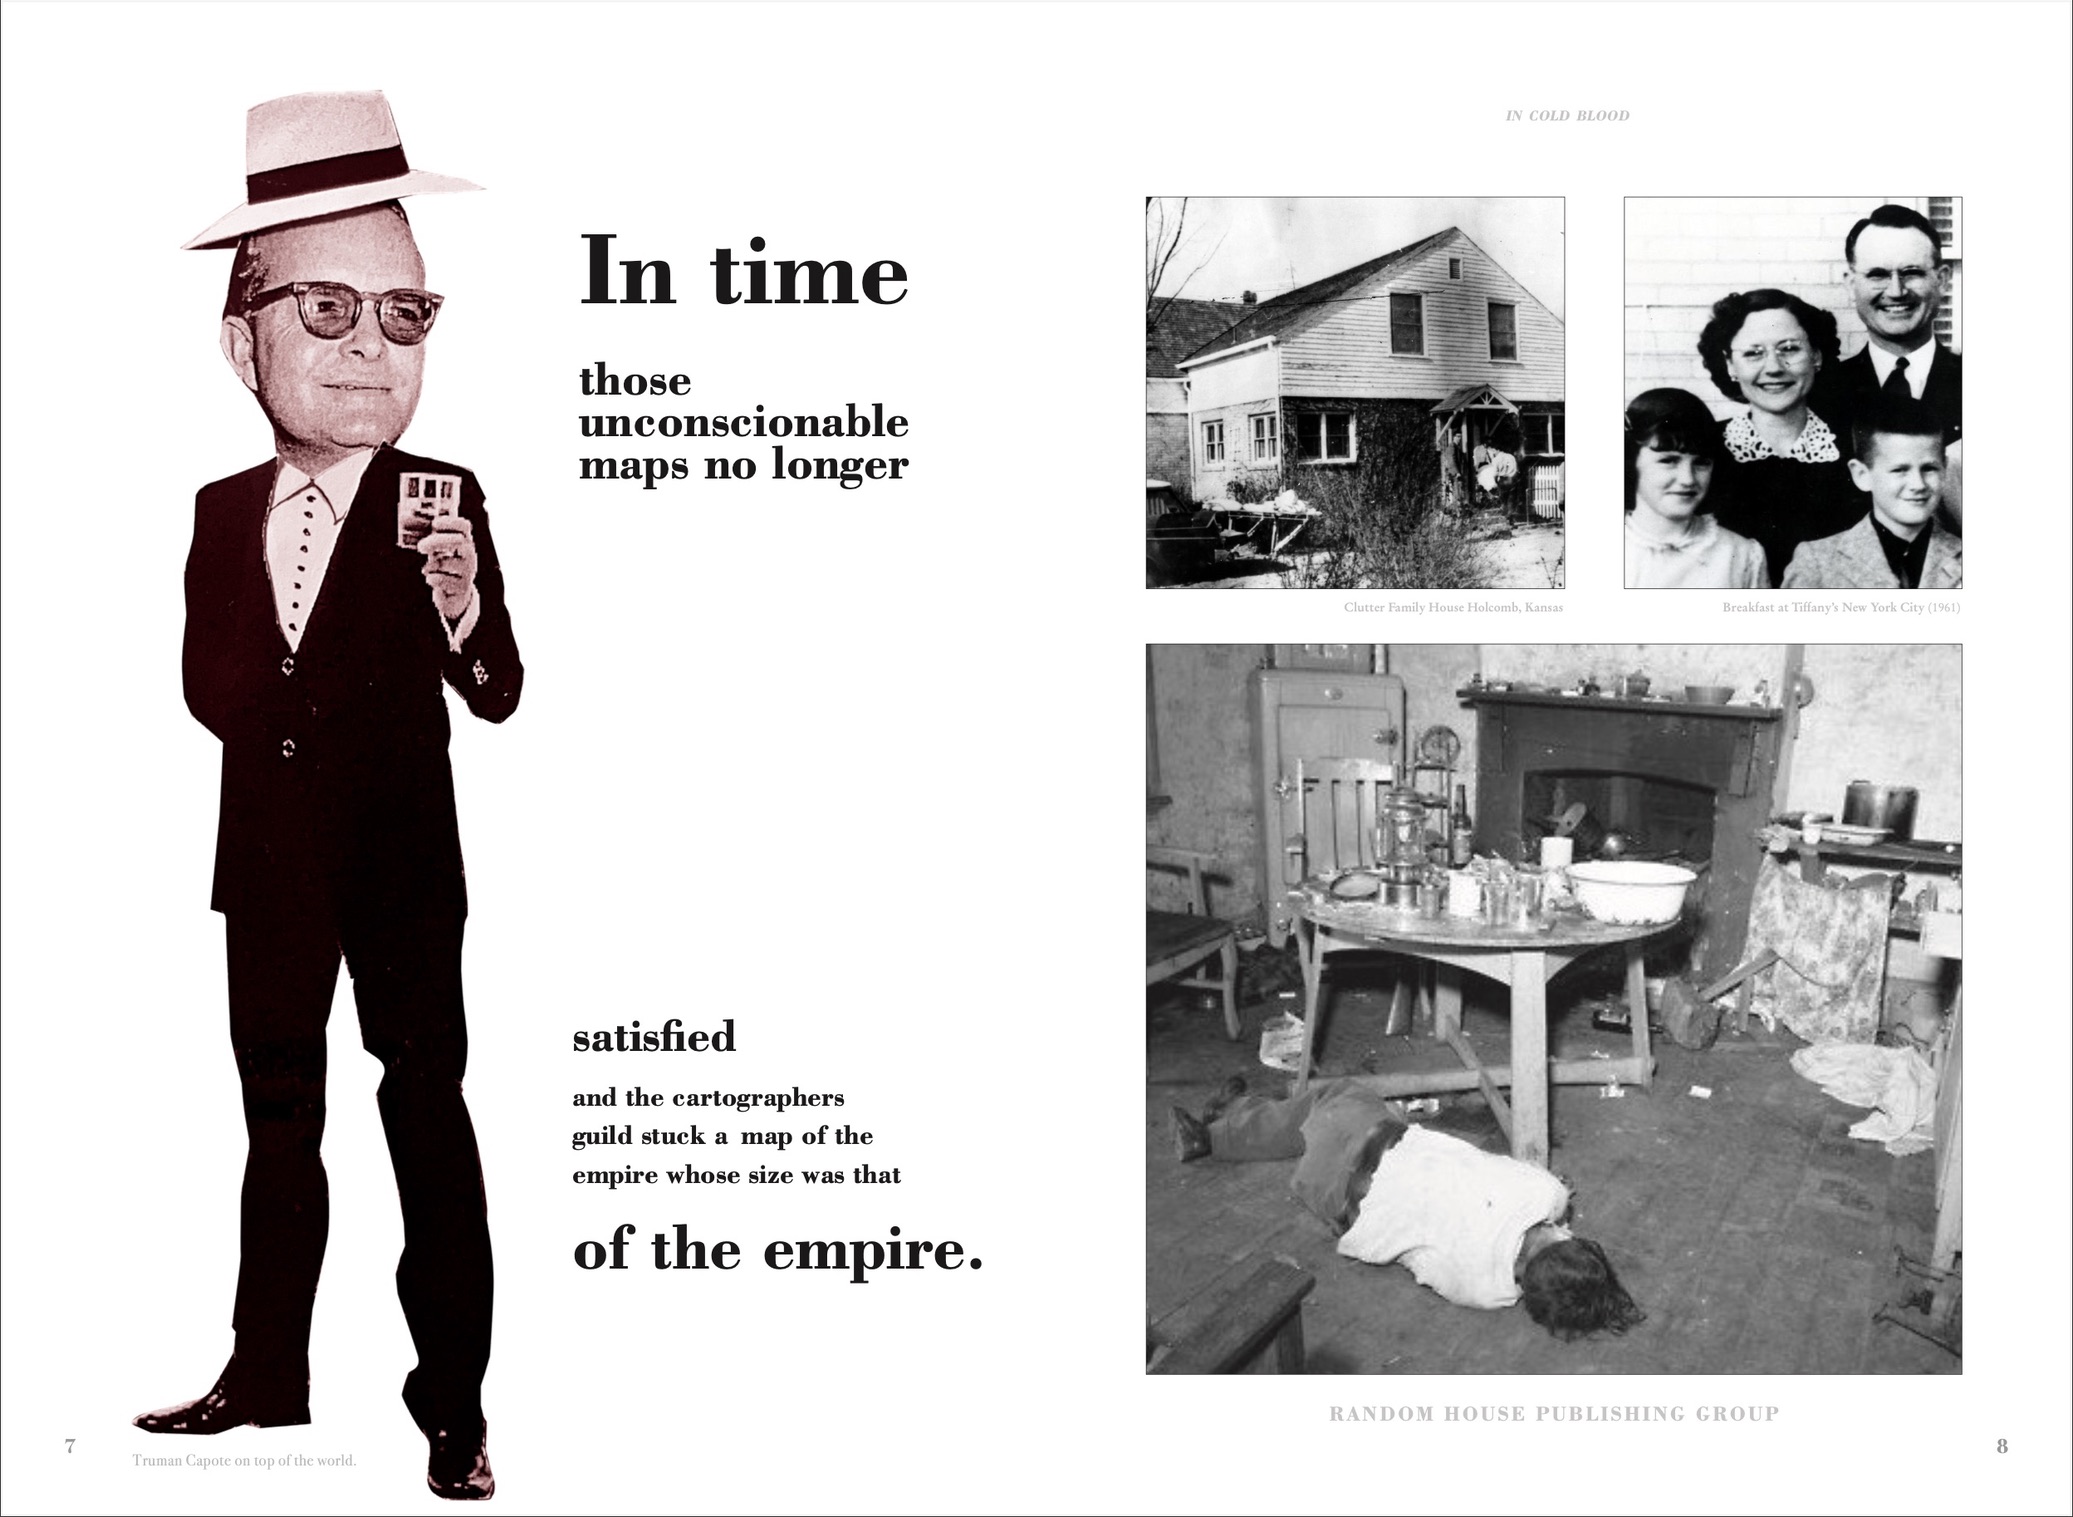 In time
those
unconscionable
maps no longer
satisfied
and the cartographers
guild stuck a map of the
empire whose size was that
of the empire.
7
Truman Capote on top of the world.
IN COLD BLOOD
Clutter Family House Holcomb, Kansas
Breakfast at Tiffany's New York City (1961)
RANDOM HOUSE PUBLISHING GROUP
8